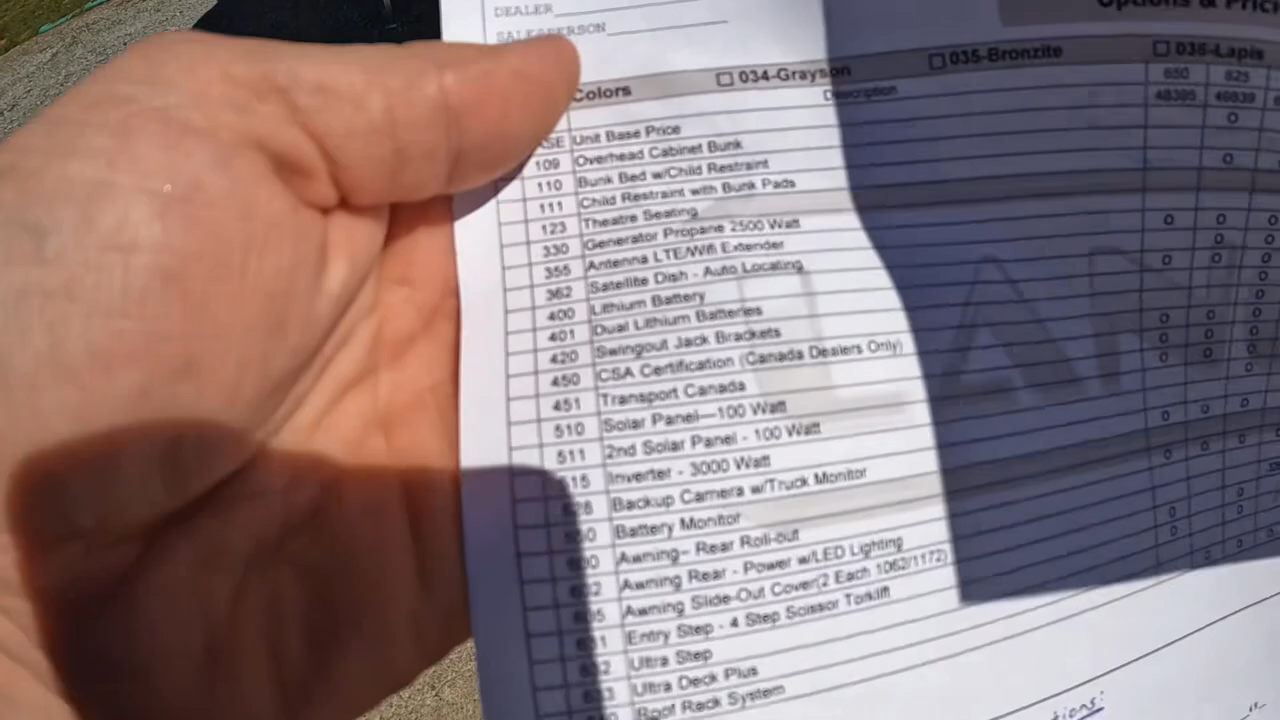 DEALER
SALESPERSON
Options &
Colors 034-Grayson 035-Bronzite 036-Lapis
Description 650 825
48395 49839
Unit Base Price
109 Overhead Cabinet Bunk O
110 Bunk Bed w/Child Restraint
111 Child Restraint with Bunk Pads O
123 Theatre Seating
330 Generator Propane 2500 Watt
355 Antenna LTE/Wifi Extender O O O
362 Satellite Dish - Auto Locating O O
400 Lithium Battery O O O
401 Dual Lithium Batteries O
420 Swingout Jack Brackets O
450 CSA Certification (Canada Dealers Only) O O O
451 Transport Canada O O O
510 Solar Panel—100 Watt O O O
511 2nd Solar Panel - 100 Watt O
Inverter - 3000 Watt
Backup Camera w/Truck Monitor O O O
Battery Monitor
Awning- Rear Roll-out O O O
Awning Rear - Power w/LED Lighting
Awning Slide-Out Cover(2 Each 1062/1172) O
Entry Step - 4 Step Scissor Torklift O O
Ultra Step O O
Ultra Deck Plus O
Roof Rack System